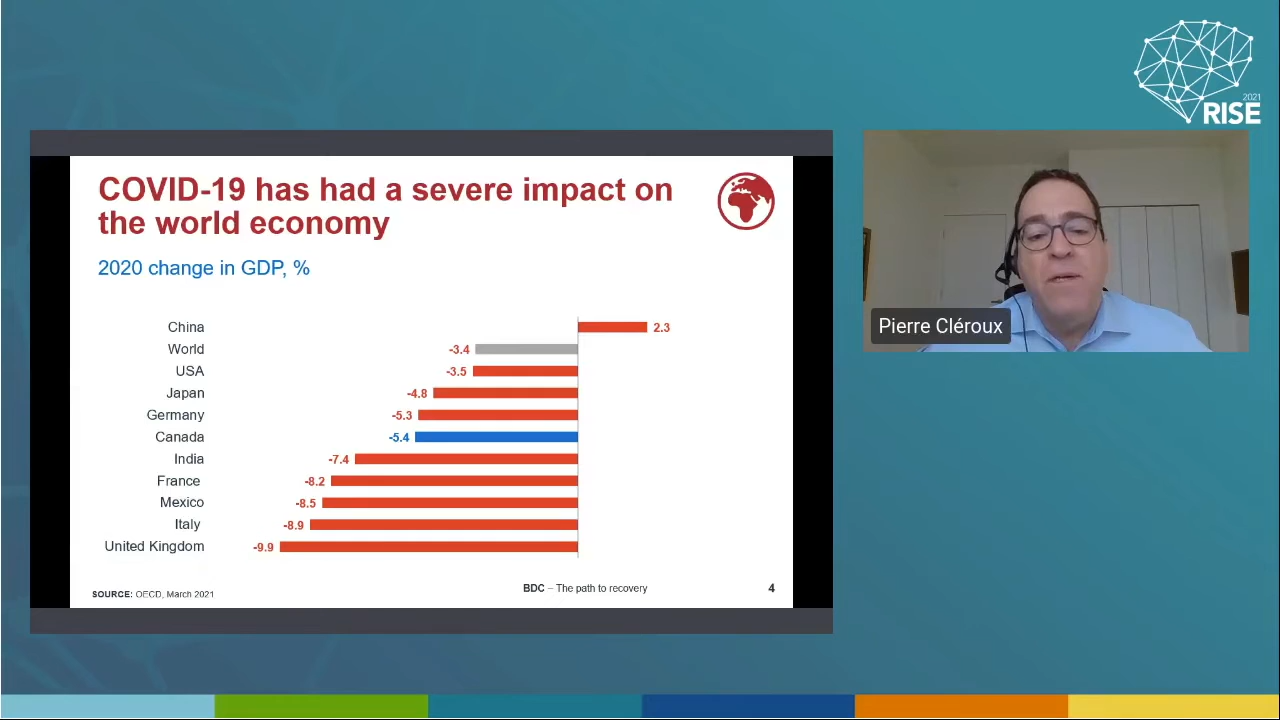 2021
RISE
COVID-19 has had a severe impact on
the world economy
2020 change in GDP, %
China 2.3
World -3.4
USA -3.5
Japan -4.8
Germany -5.3
Canada -5.4
India -7.4
France -8.2
Mexico -8.5
Italy -8.9
United Kingdom -9.9
SOURCE: OECD, March 2021
BDC – The path to recovery
4
Pierre Cléroux